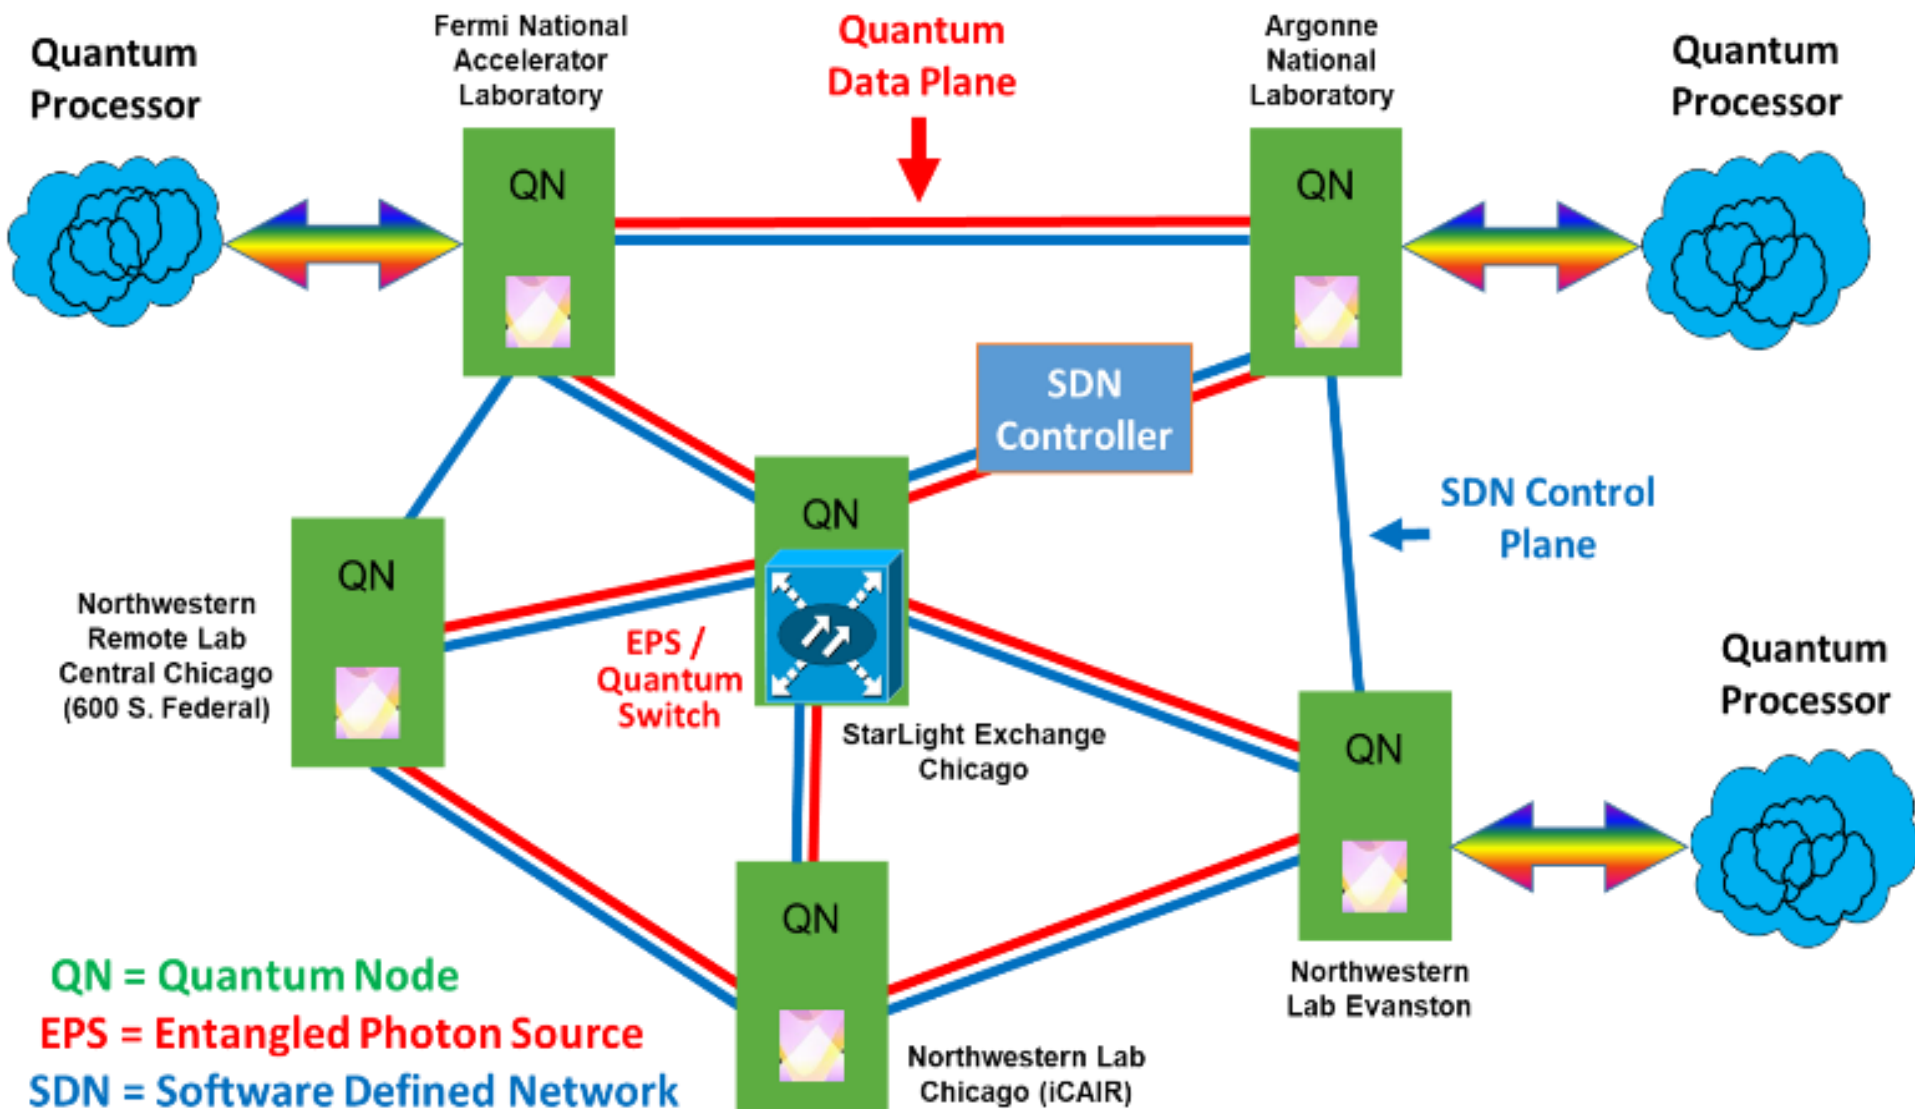 Quantum
Processor
Fermi National
Accelerator
Laboratory
Quantum
Data Plane
Argonne
National
Laboratory
Quantum
Processor
QN
QN
SDN
Controller
QN
SDN Control
Plane
QN
Northwestern
Remote Lab
Central Chicago
(600 S. Federal)
EPS /
Quantum
Switch
StarLight Exchange
Chicago
Quantum
Processor
QN
QN
Northwestern
Lab Evanston
Northwestern Lab
Chicago (iCAIR)
QN = Quantum Node
EPS = Entangled Photon Source
SDN = Software Defined Network